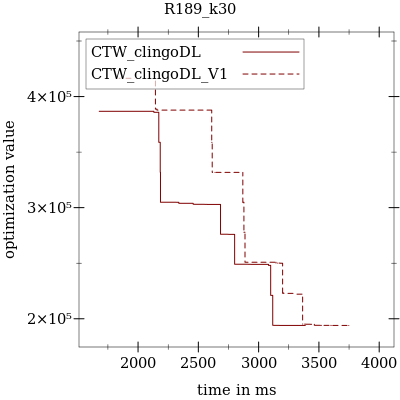 R189_k30
CTW_clingoDL
CTW_clingoDL_V1
optimization value
4×10⁵
3×10⁵
2×10⁵
2000 2500 3000 3500 4000
time in ms